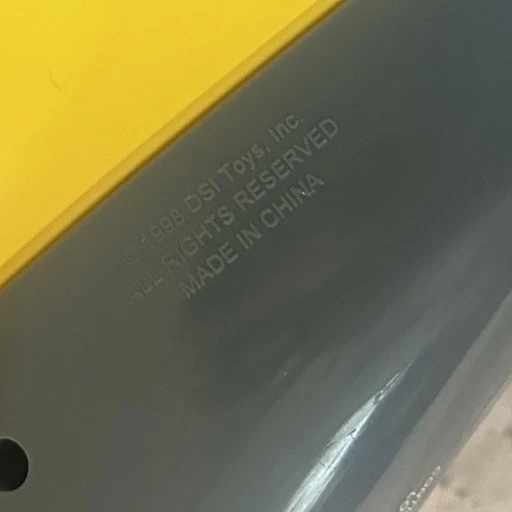 © 1998 DSI Toys, Inc.
ALL RIGHTS RESERVED
MADE IN CHINA